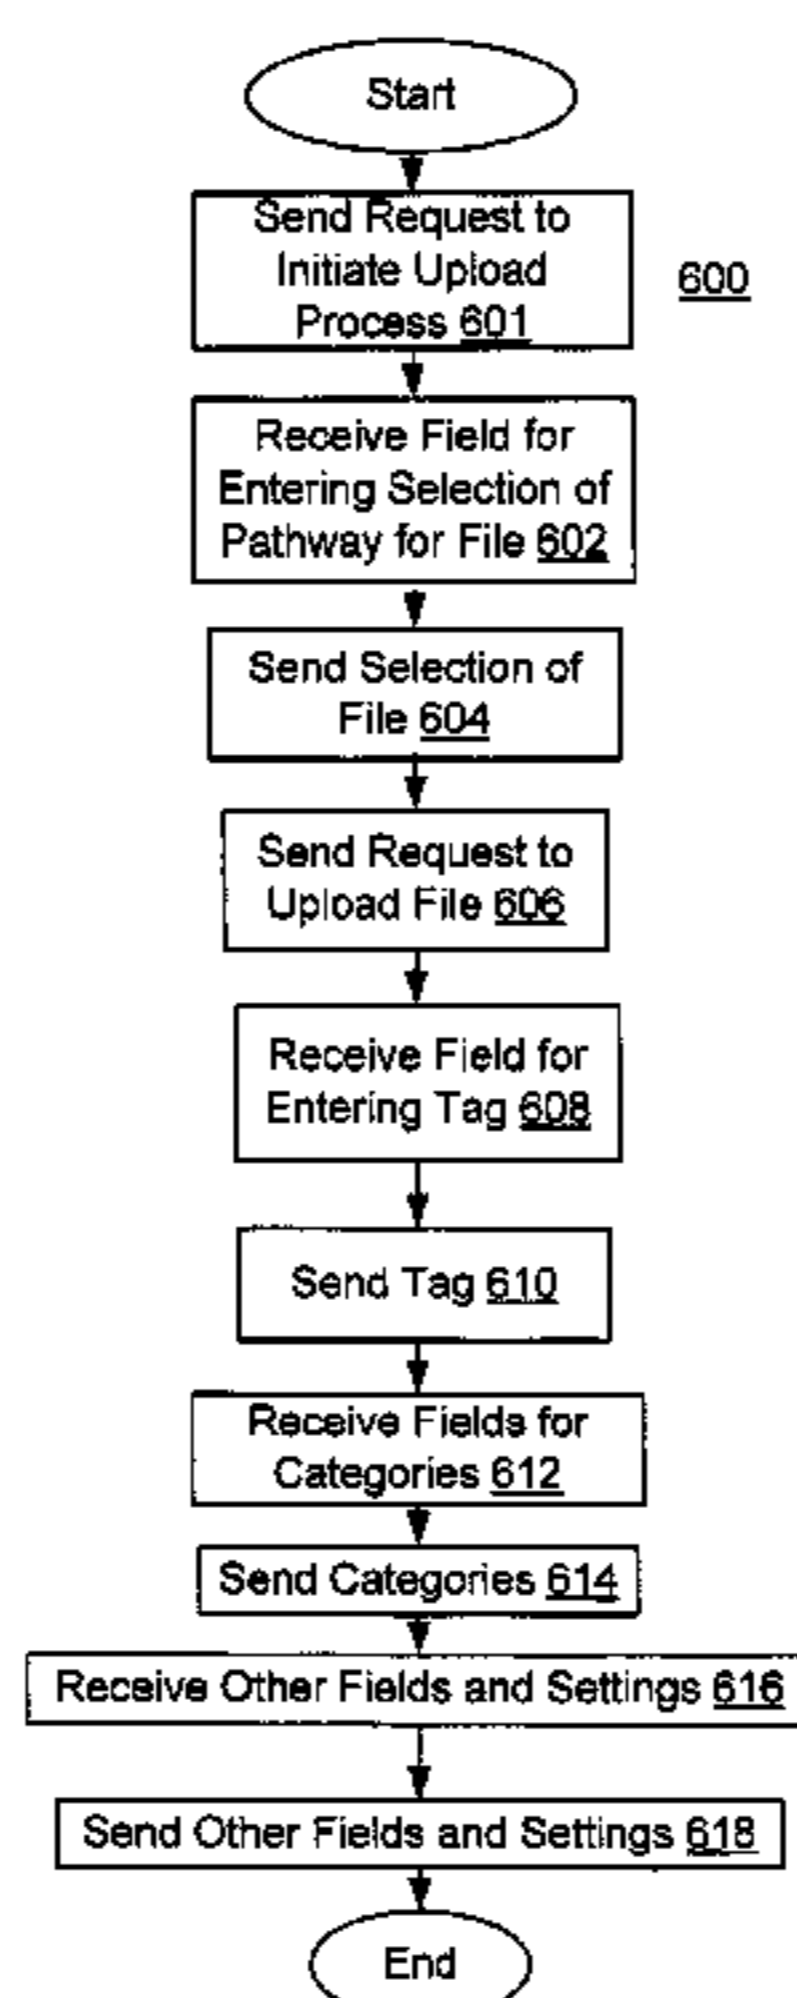 Start
Send Request to
Initiate Upload
Process 601
600
Receive Field for
Entering Selection of
Pathway for File 602
Send Selection of
File 604
Send Request to
Upload File 606
Receive Field for
Entering Tag 608
Send Tag 610
Receive Fields for
Categories 612
Send Categories 614
Receive Other Fields and Settings 616
Send Other Fields and Settings 618
End